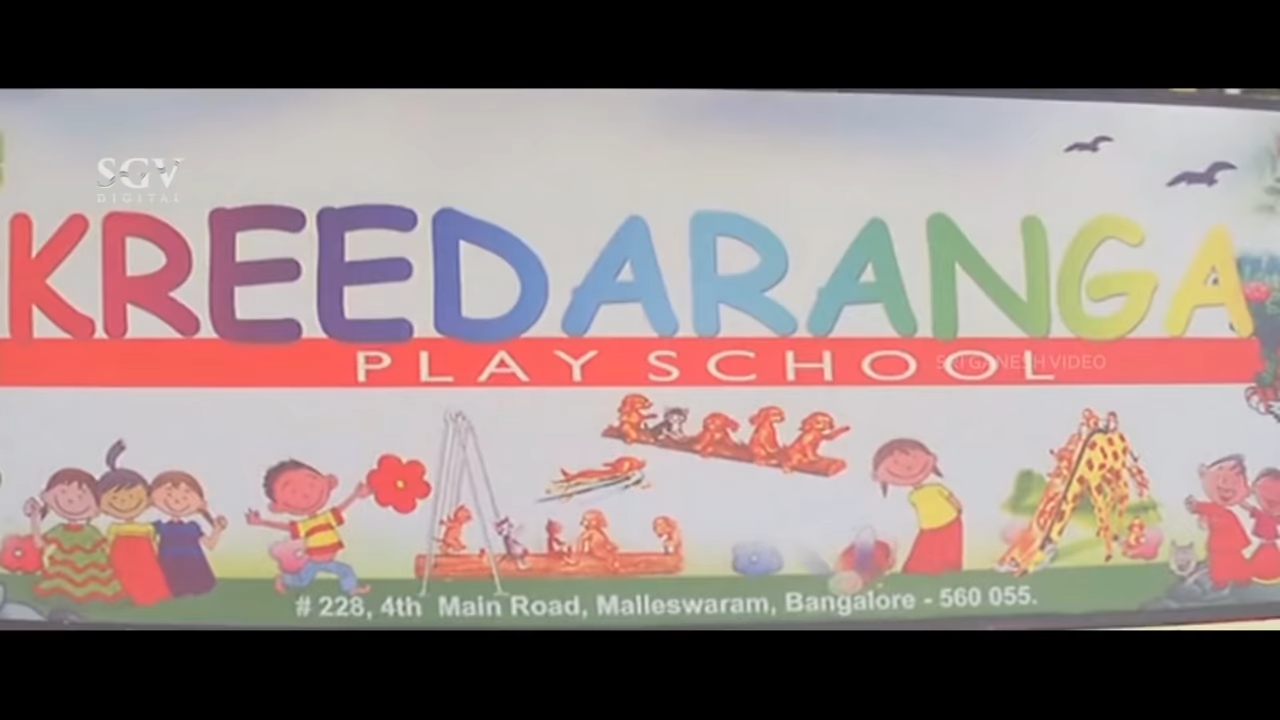 SGV
DIGITAL
KREEDARANGA
PLAY SCHOOL
SRI GANESH VIDEO
# 228, 4th Main Road, Malleswaram, Bangalore - 560 055.